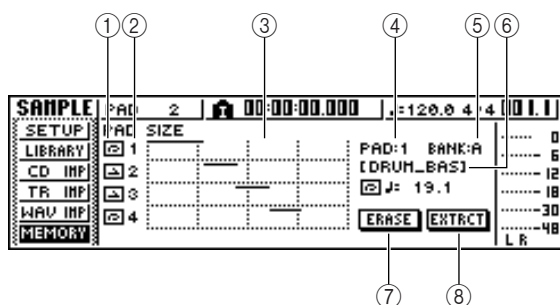 ① ② ③ ④ ⑤ ⑥
SAMPLE PAD 2 00:00:00.000 ♩=120.0 4/4 001.1
SETUP PAD SIZE 0
LIBRARY 1 PAD:1 BANK:A 6
CD IMP 2 [DRUM_BAS] 12
TR IMP 3 ♩: 19.1 18
WAV IMP 4 ERASE EXTRCT 30
MEMORY 48
L R
⑦ ⑧